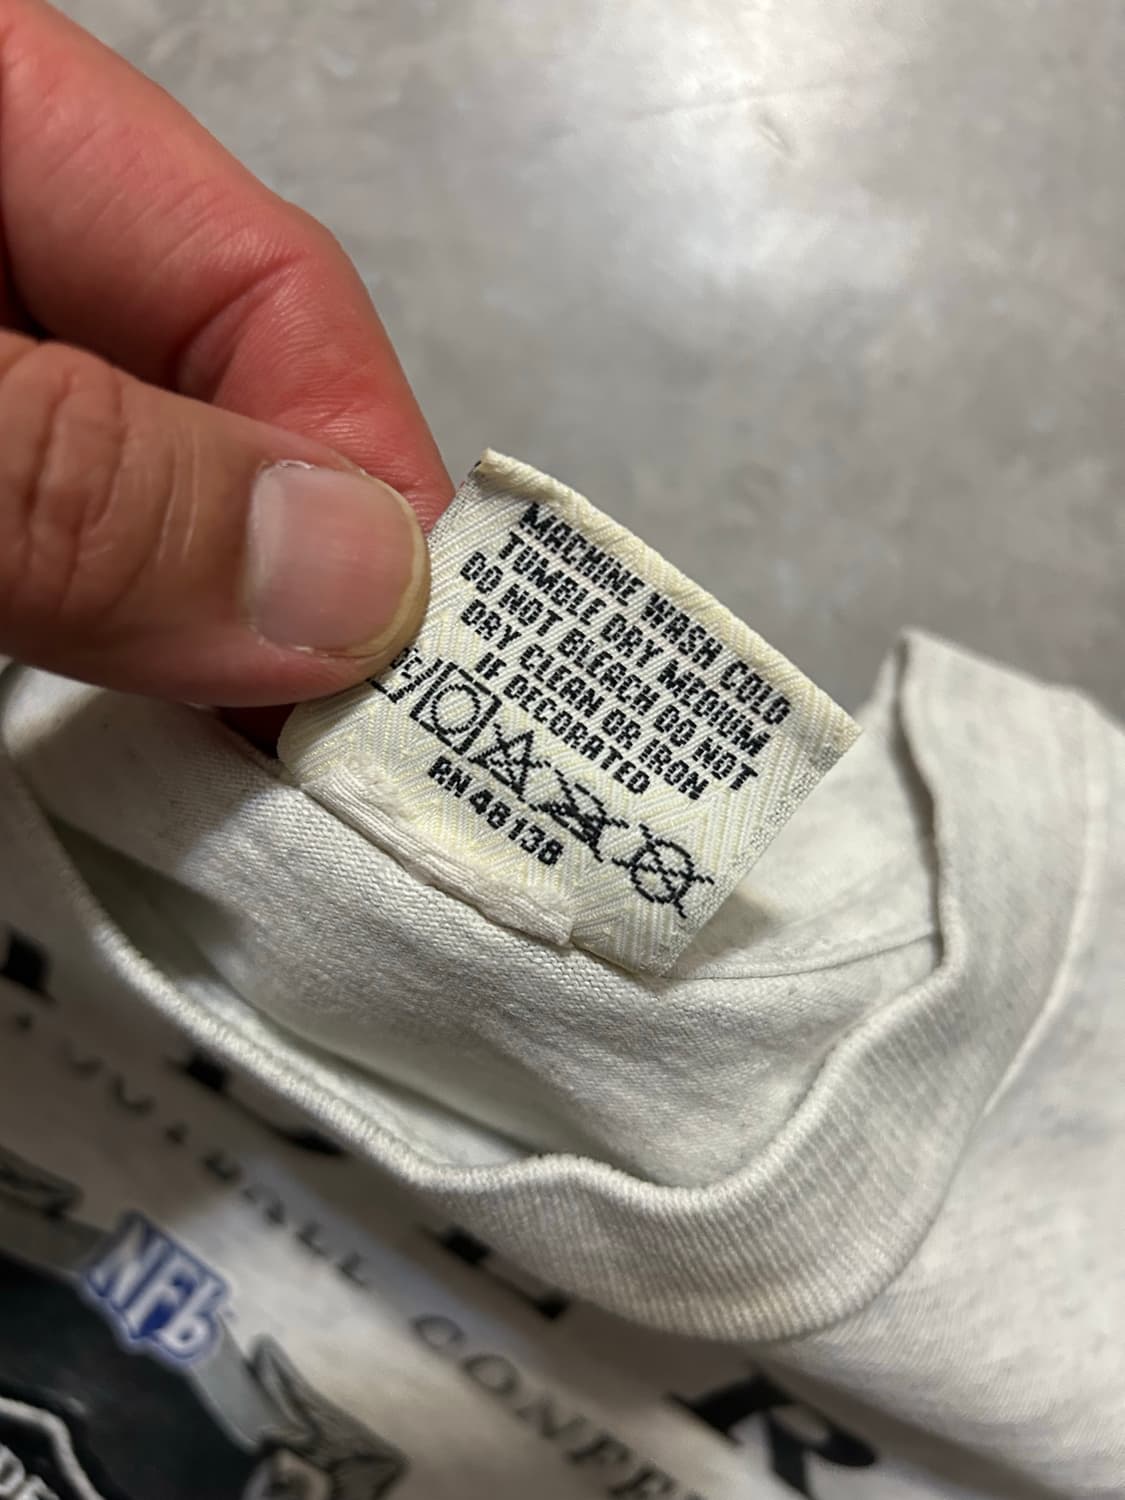 MACHINE WASH COLD
TUMBLE DRY MEDIUM
DO NOT BLEACH DO NOT
DRY CLEAN OR IRON
IF DECORATED
RN 46138
NFL
CONFE